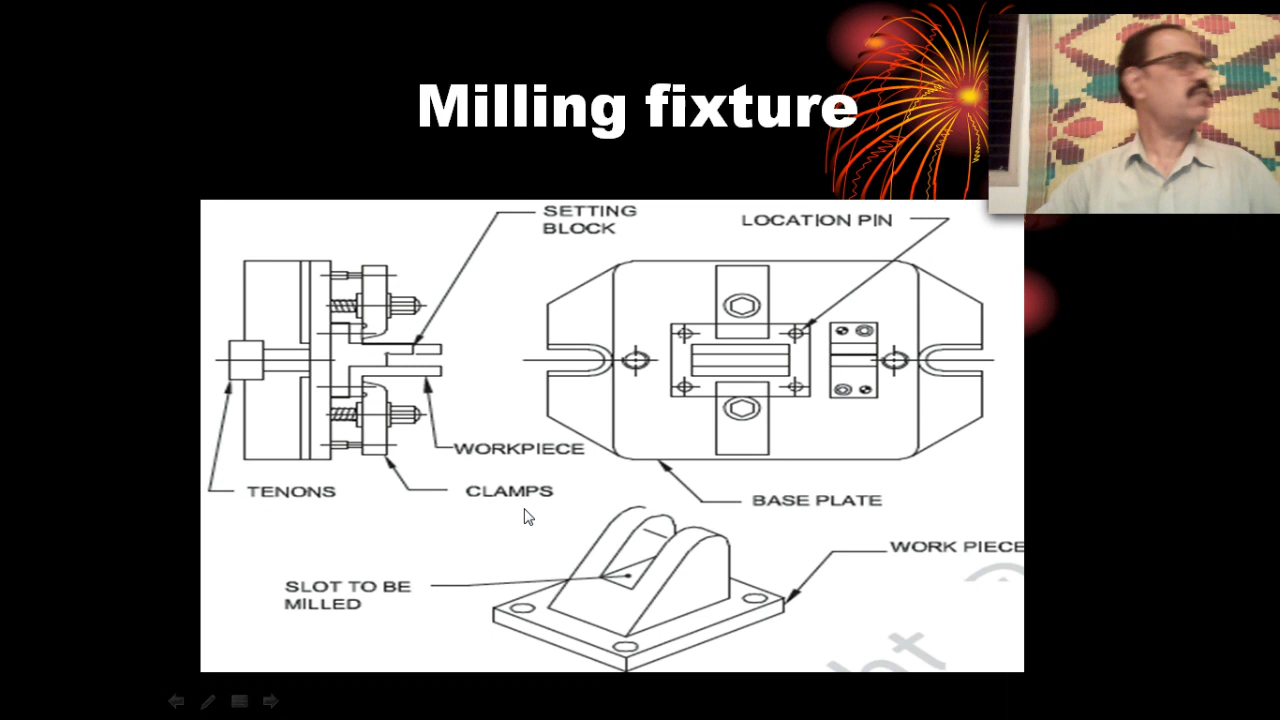 Milling fixture
SETTING
BLOCK
LOCATION PIN
WORKPIECE
TENONS
CLAMPS
BASE PLATE
WORK PIECE
SLOT TO BE
MILLED